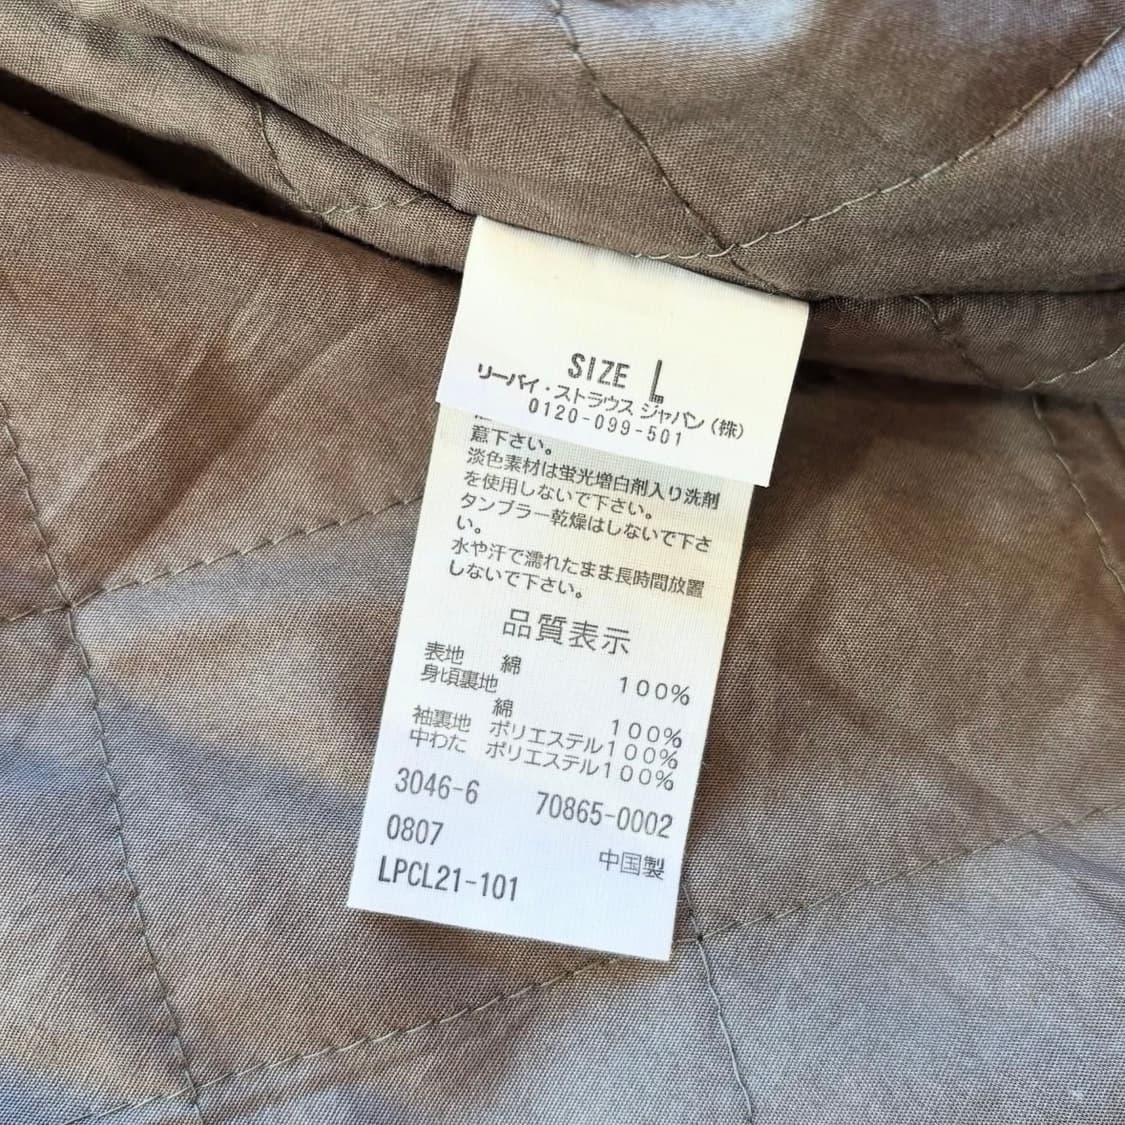 SIZE L
リーバイ・ストラウス ジャパン(株)
0120-099-501
意下さい。
淡色素材は蛍光増白剤入り洗剤
を使用しないで下さい。
タンブラー乾燥はしないで下さ
い。
水や汗で濡れたまま長時間放置
しないで下さい。
品質表示
表地 綿 100%
身頃裏地
綿 100%
袖裏地 ポリエステル100%
中わた ポリエステル100%
3046-6 70865-0002
0807
中国製
LPCL21-101